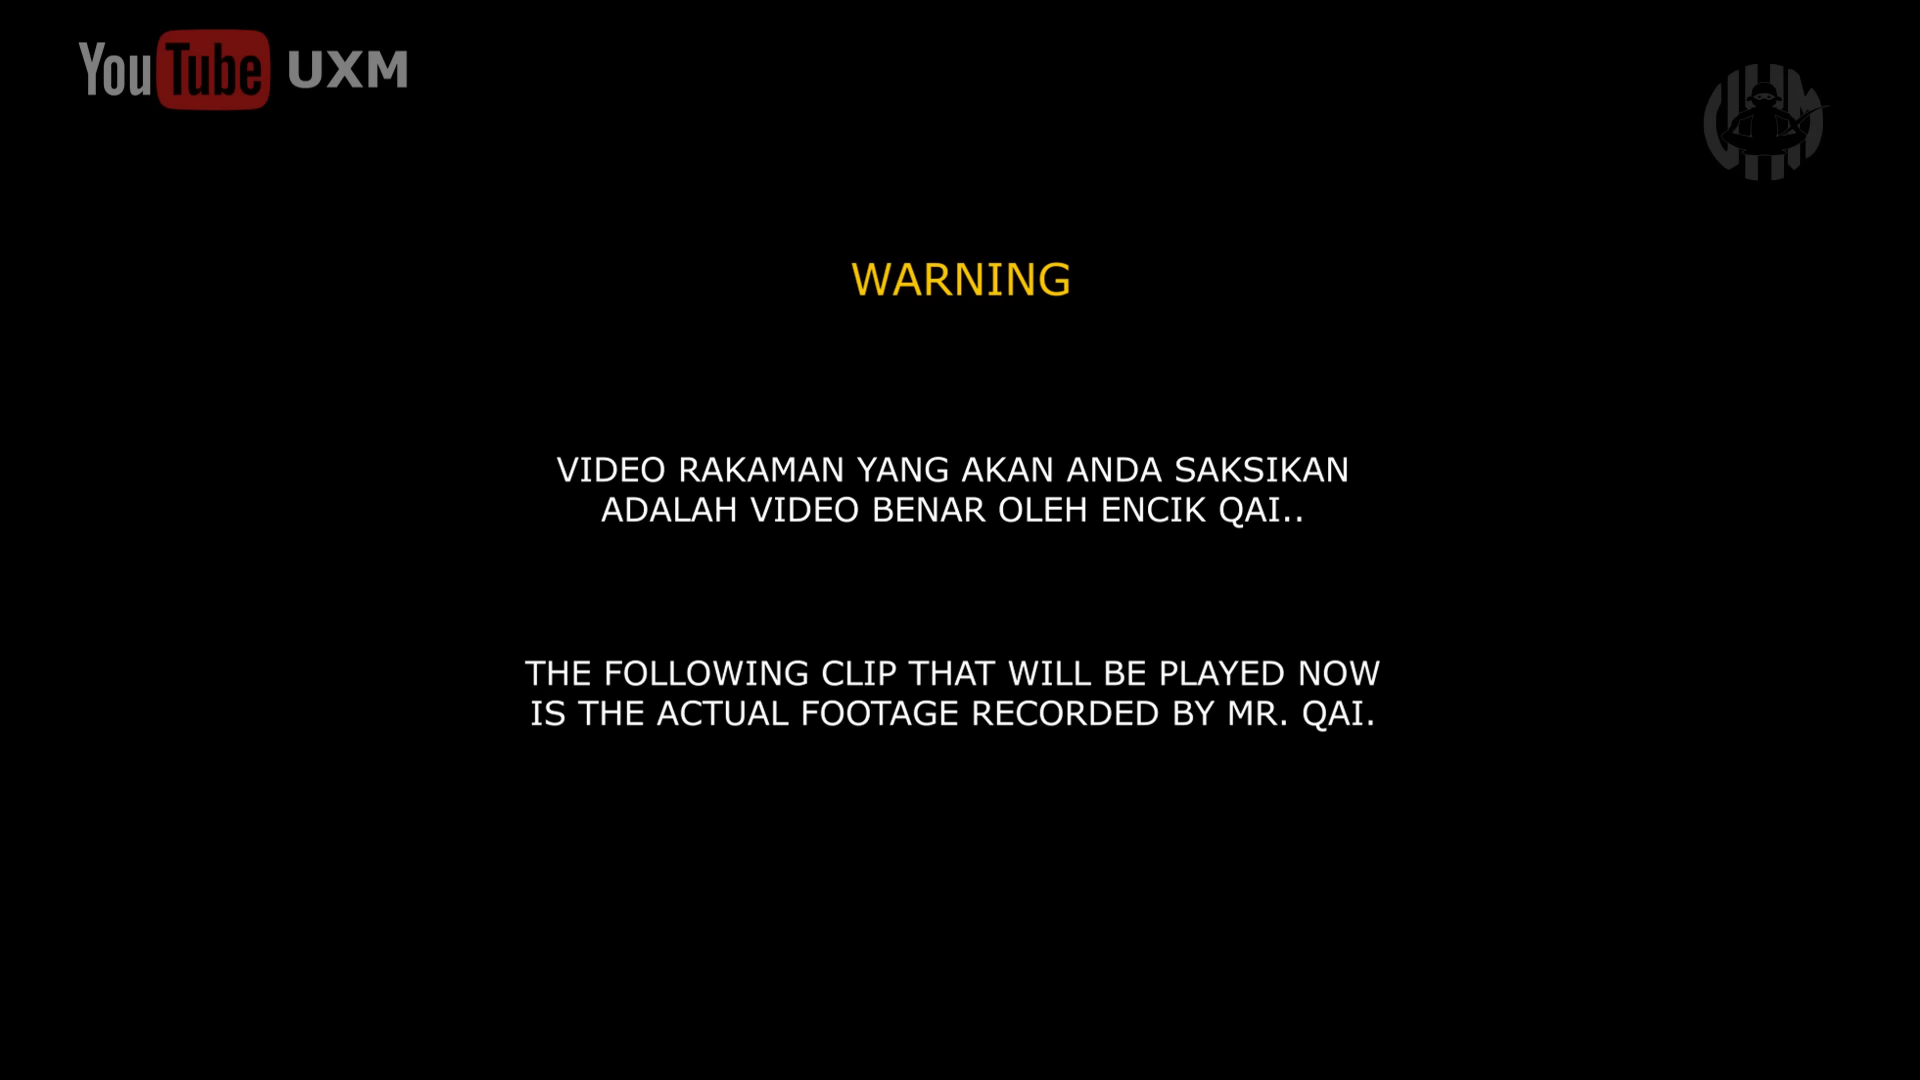 YouTube UXM
WARNING
VIDEO RAKAMAN YANG AKAN ANDA SAKSIKAN
ADALAH VIDEO BENAR OLEH ENCIK QAI..
THE FOLLOWING CLIP THAT WILL BE PLAYED NOW
IS THE ACTUAL FOOTAGE RECORDED BY MR. QAI.